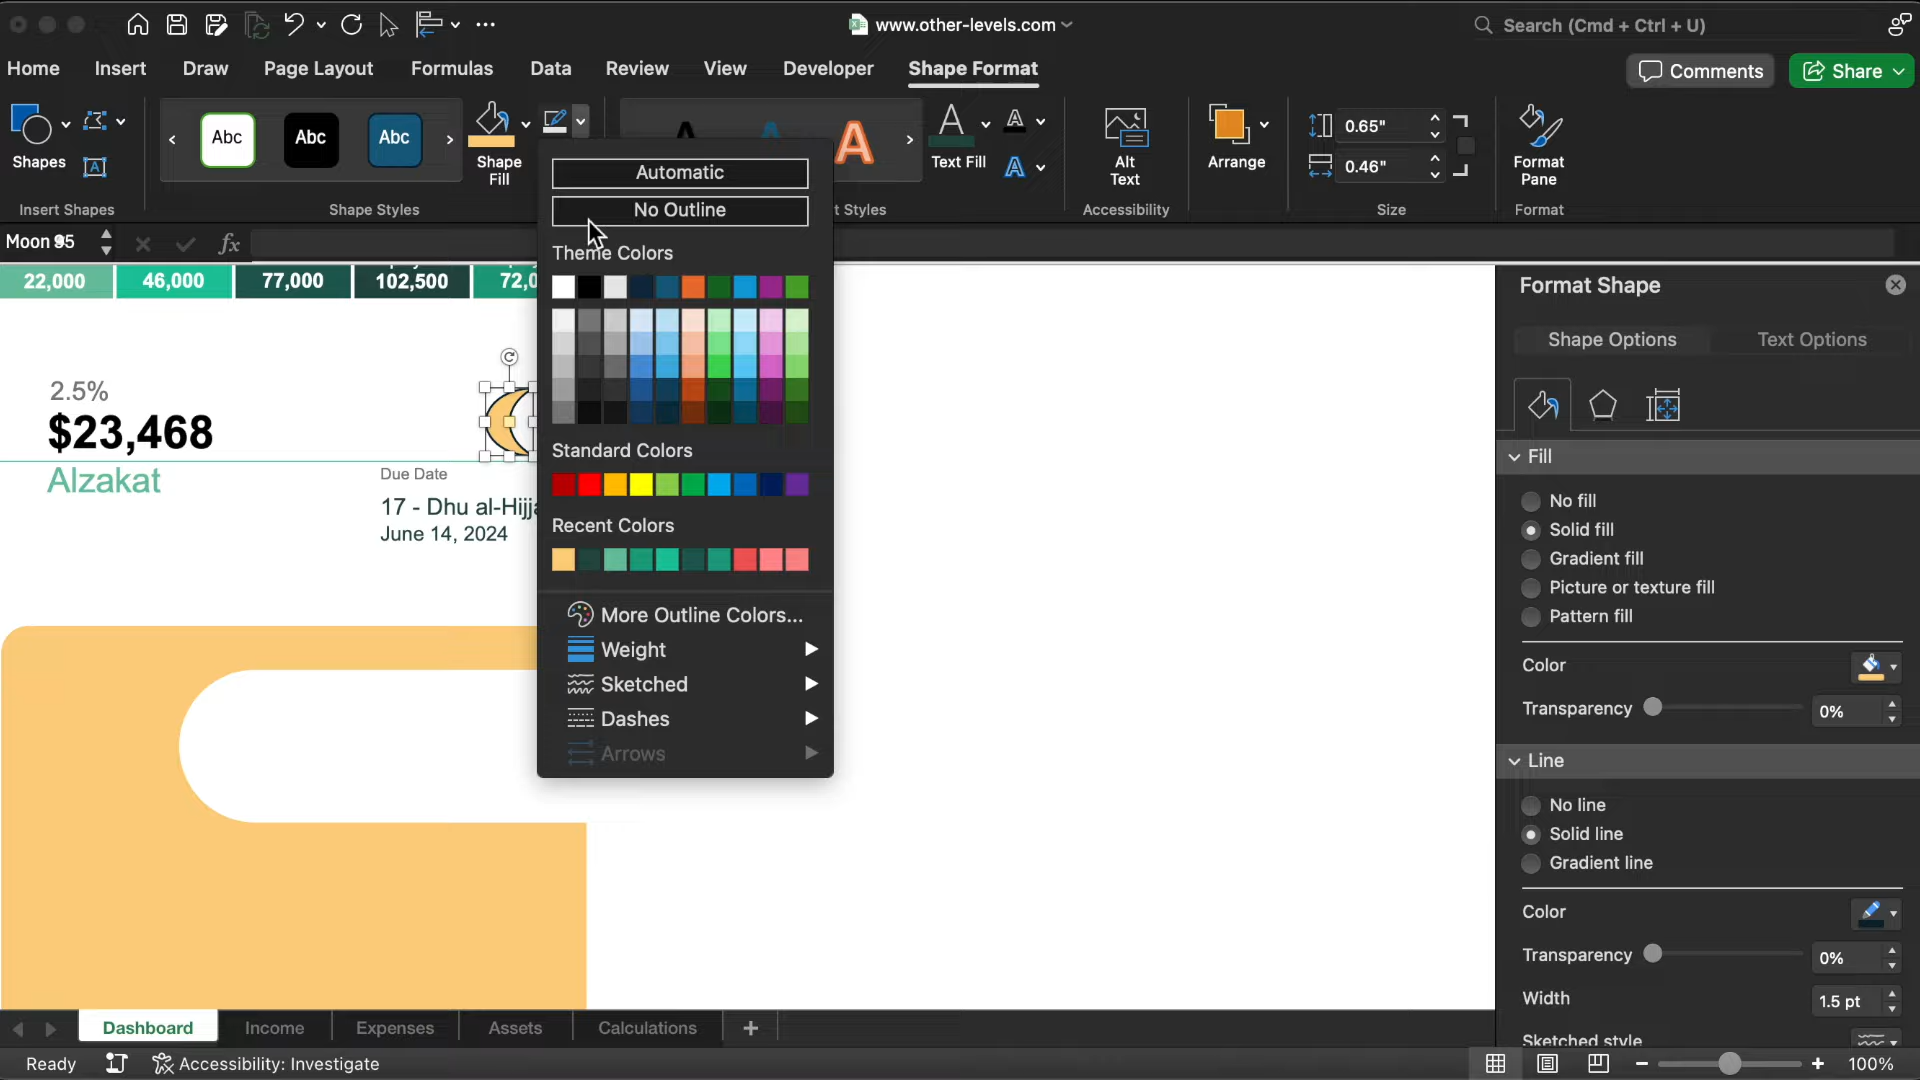 www.other-levels.com
Search (Cmd + Ctrl + U)
Home Insert Draw Page Layout Formulas Data Review View Developer Shape Format
Comments Share
Abc Abc Abc
Shapes
Shape
Fill
A
Text Fill
Alt
Text
Arrange
0.65"
0.46"
Format
Pane
Insert Shapes Shape Styles t Styles Accessibility Size Format
Moon 95
fx
Automatic
No Outline
Theme Colors
Standard Colors
Recent Colors
More Outline Colors...
Weight
Sketched
Dashes
Arrows
22,000 46,000 77,000 102,500 72,0
2.5%
$23,468
Alzakat
Due Date
17 - Dhu al-Hijj
June 14, 2024
Format Shape
Shape Options Text Options
Fill
No fill
Solid fill
Gradient fill
Picture or texture fill
Pattern fill
Color
Transparency 0%
Line
No line
Solid line
Gradient line
Color
Transparency 0%
Width 1.5 pt
Sketched style
Dashboard Income Expenses Assets Calculations +
Ready Accessibility: Investigate
100%